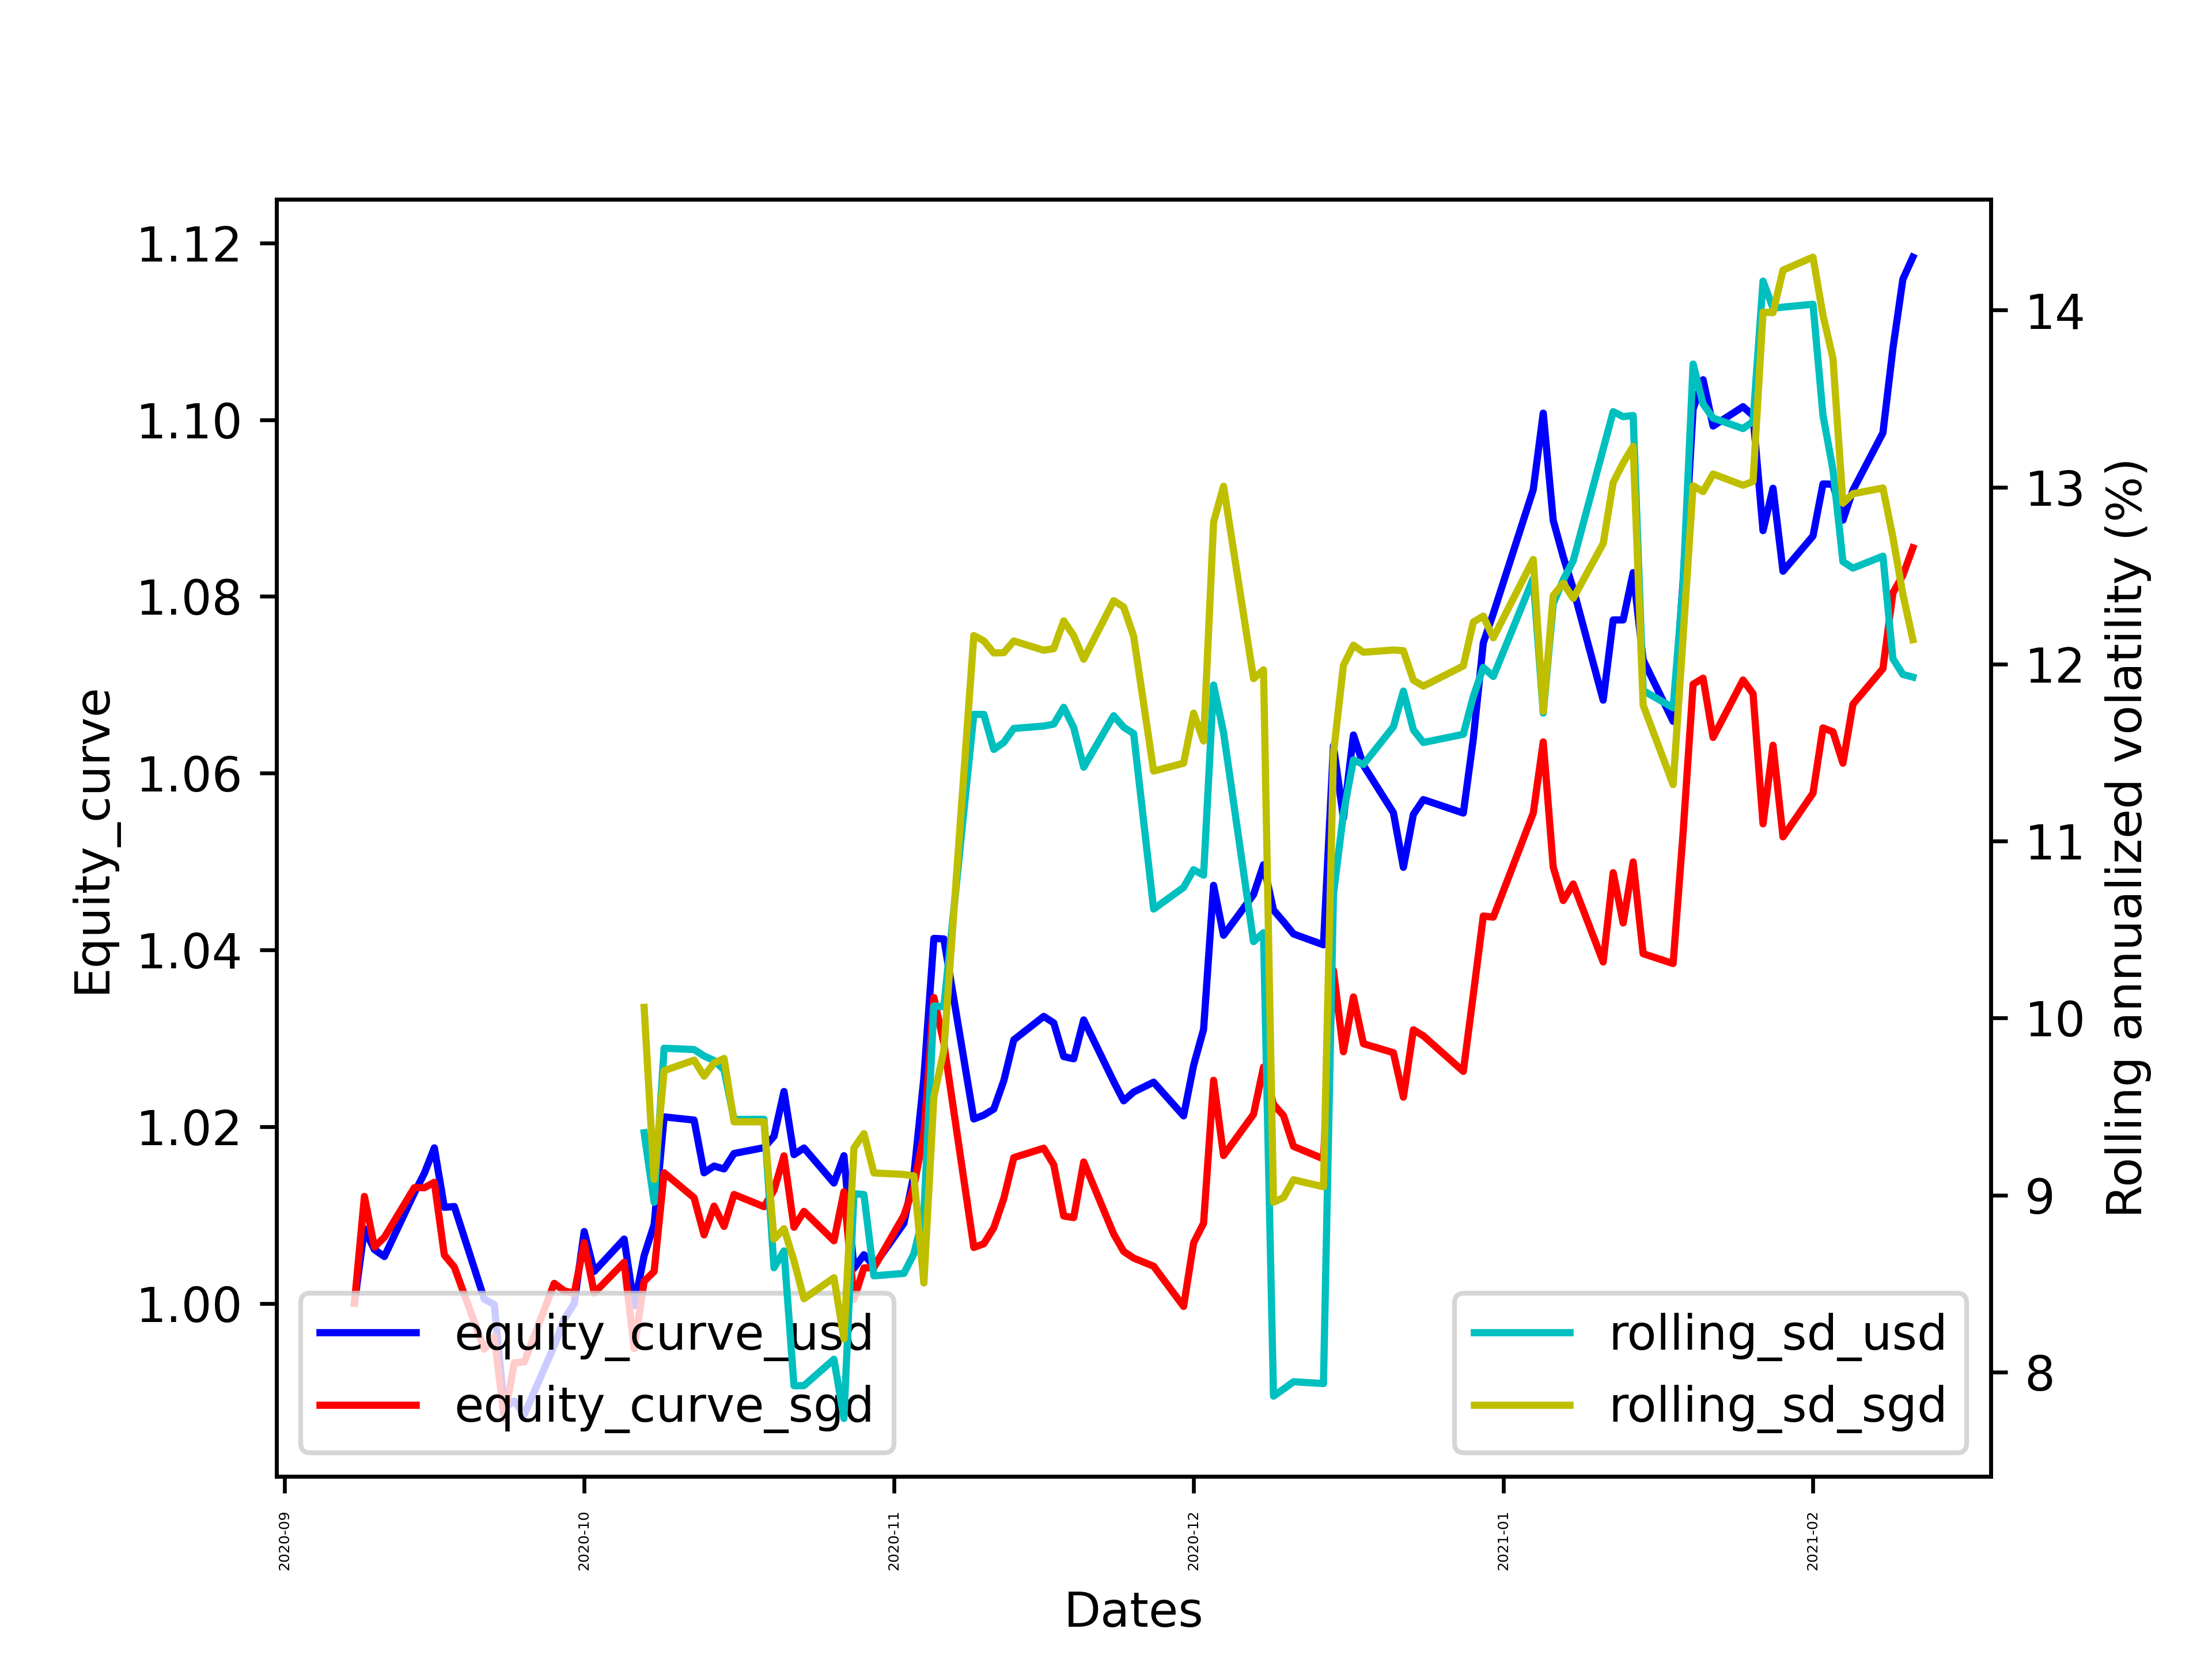 1.12
1.10
1.08
1.06
1.04
1.02
1.00
Equity_curve
14
13
12
11
10
9
8
Rolling annualized volatility (%)
equity_curve_usd
equity_curve_sgd
rolling_sd_usd
rolling_sd_sgd
2020-09
2020-10
2020-11
2020-12
2021-01
2021-02
Dates